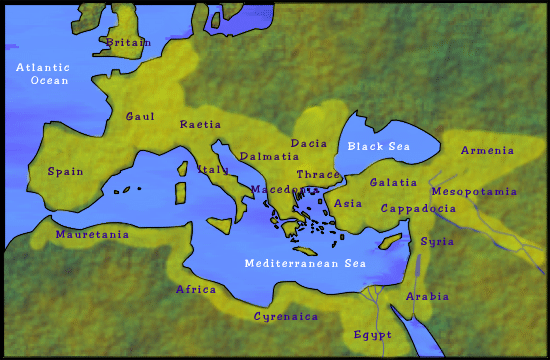 Britain
Atlantic
Ocean
Gaul
Raetia
Dacia
Black Sea
Armenia
Dalmatia
Spain
Italy
Thrace
Galatia
Macedon
Mesopotamia
Asia
Cappadocia
Mauretania
Syria
Mediterranean Sea
Africa
Arabia
Cyrenaica
Egypt